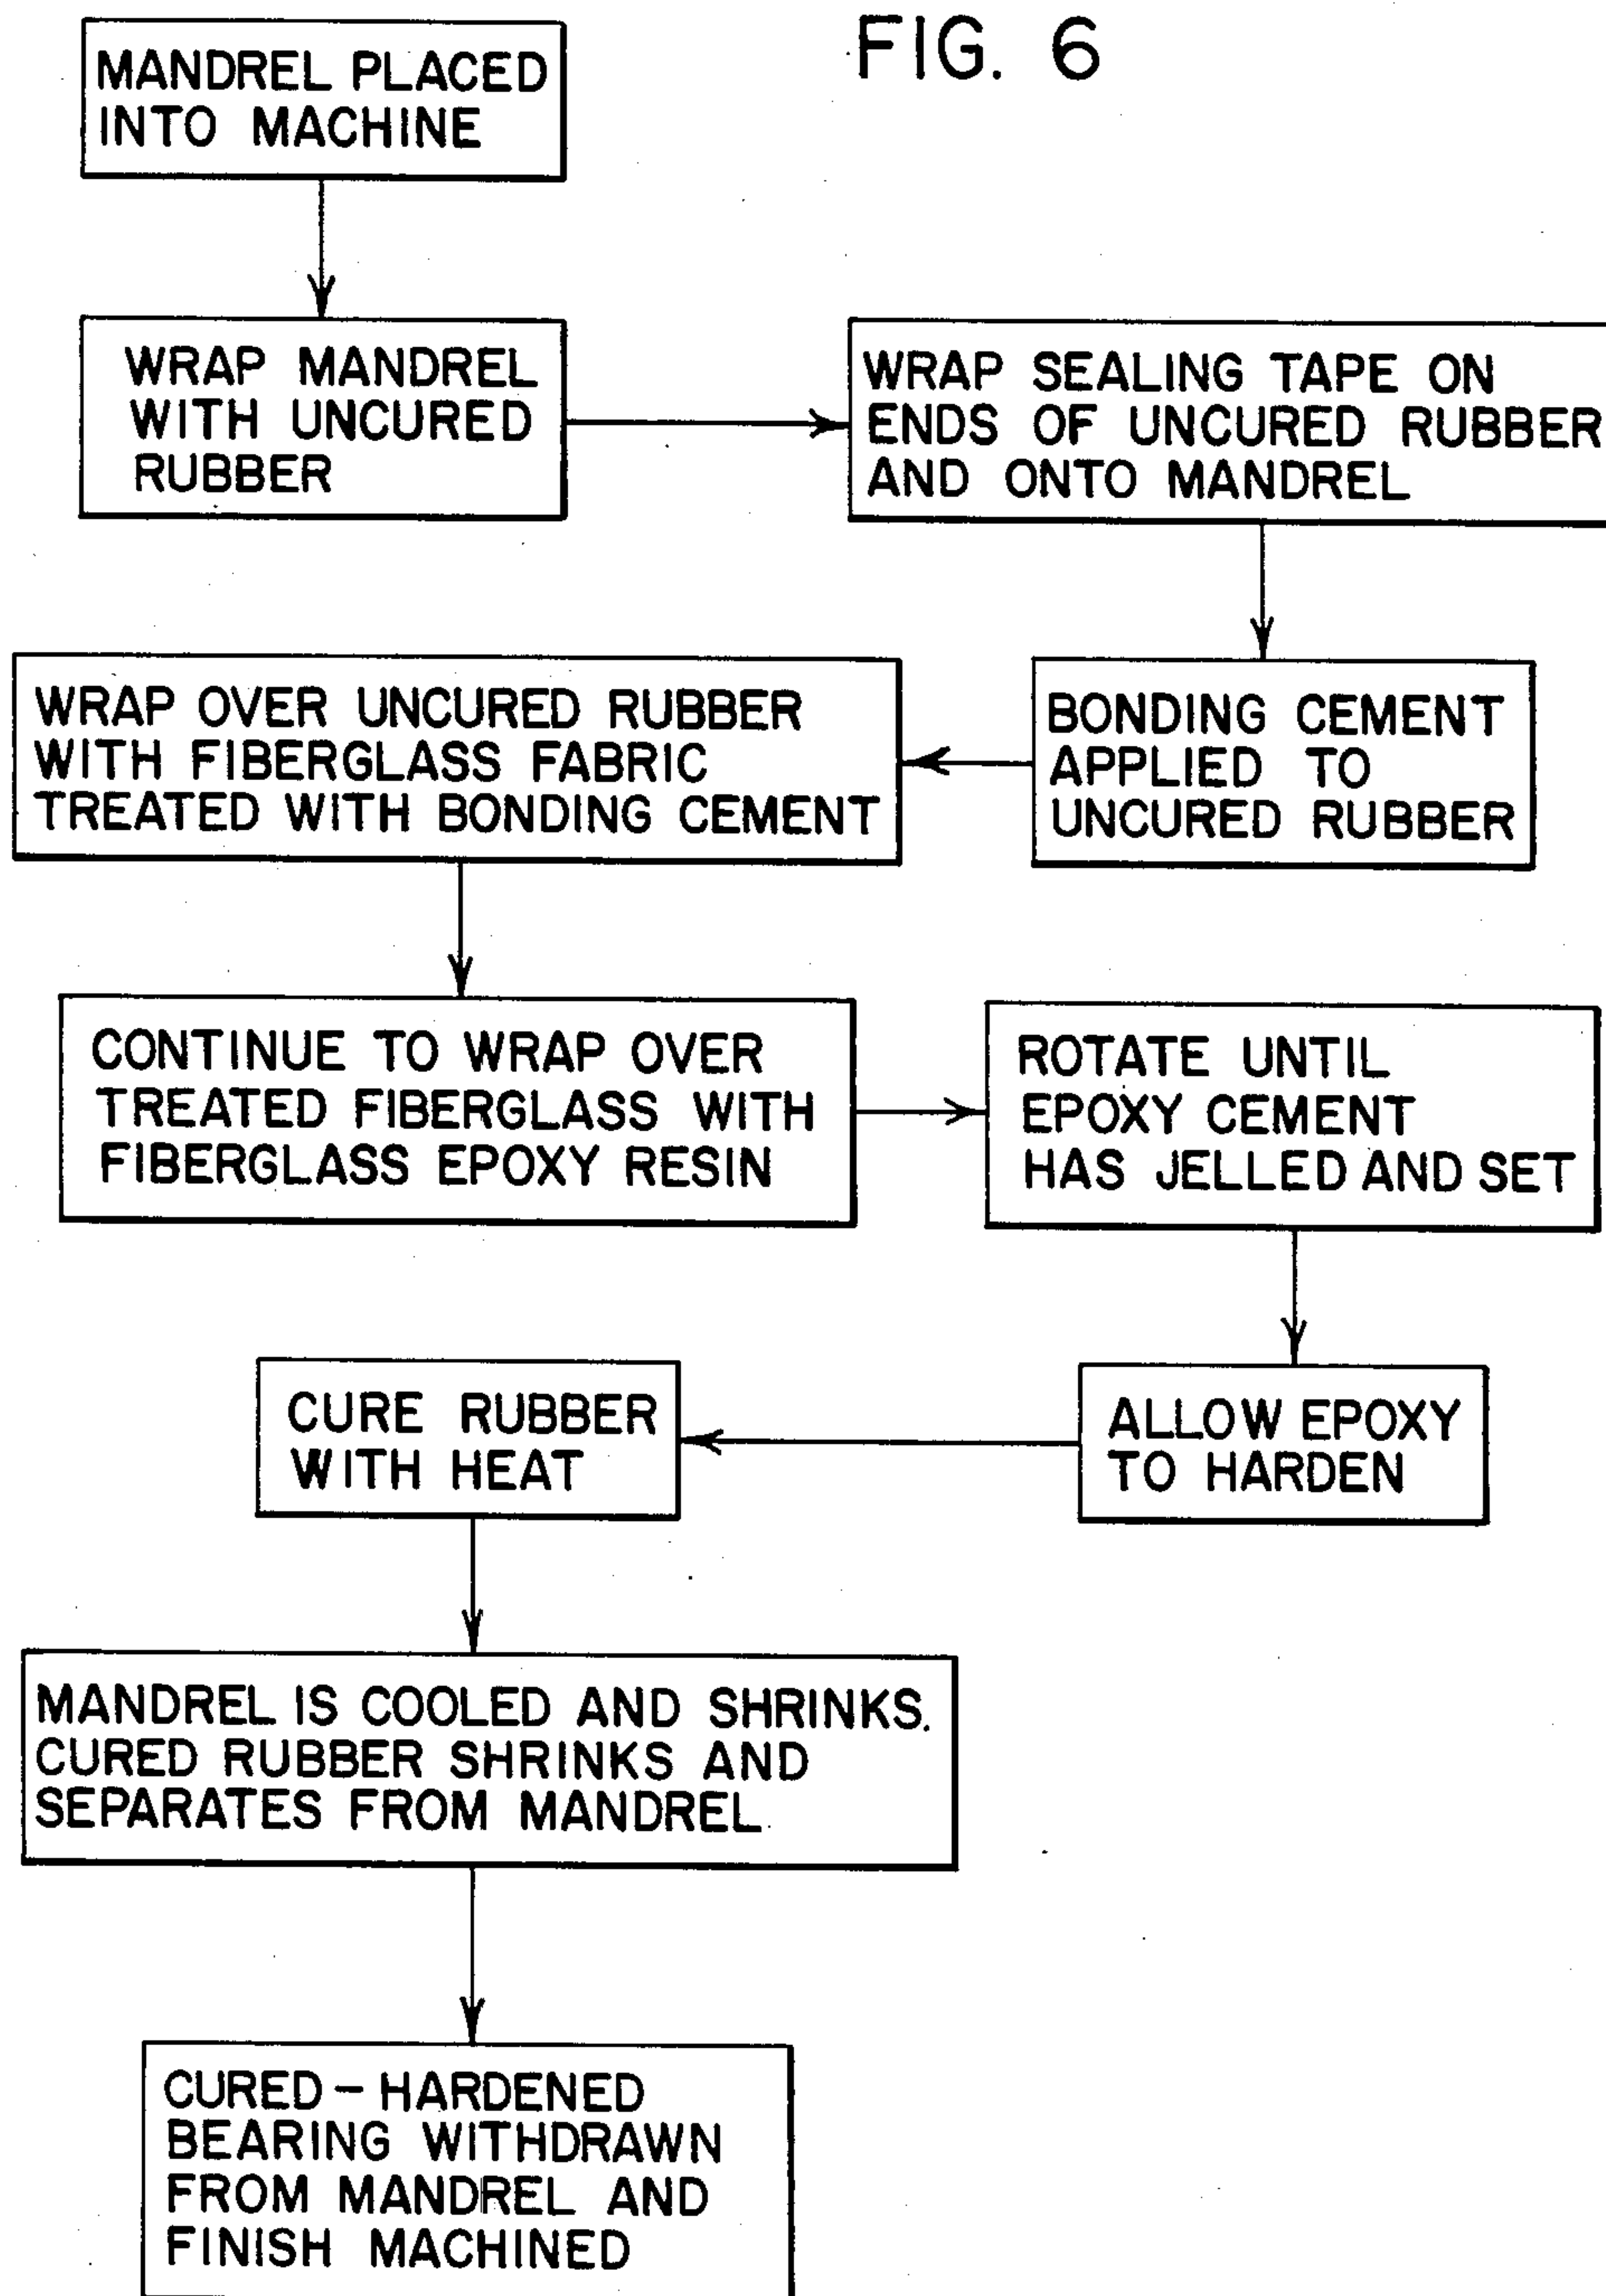 FIG. 6
MANDREL PLACED
INTO MACHINE
WRAP MANDREL
WITH UNCURED
RUBBER
WRAP SEALING TAPE ON
ENDS OF UNCURED RUBBER
AND ONTO MANDREL
BONDING CEMENT
APPLIED TO
UNCURED RUBBER
WRAP OVER UNCURED RUBBER
WITH FIBERGLASS FABRIC
TREATED WITH BONDING CEMENT
CONTINUE TO WRAP OVER
TREATED FIBERGLASS WITH
FIBERGLASS EPOXY RESIN
ROTATE UNTIL
EPOXY CEMENT
HAS JELLED AND SET
ALLOW EPOXY
TO HARDEN
CURE RUBBER
WITH HEAT
MANDREL IS COOLED AND SHRINKS.
CURED RUBBER SHRINKS AND
SEPARATES FROM MANDREL.
CURED - HARDENED
BEARING WITHDRAWN
FROM MANDREL AND
FINISH MACHINED